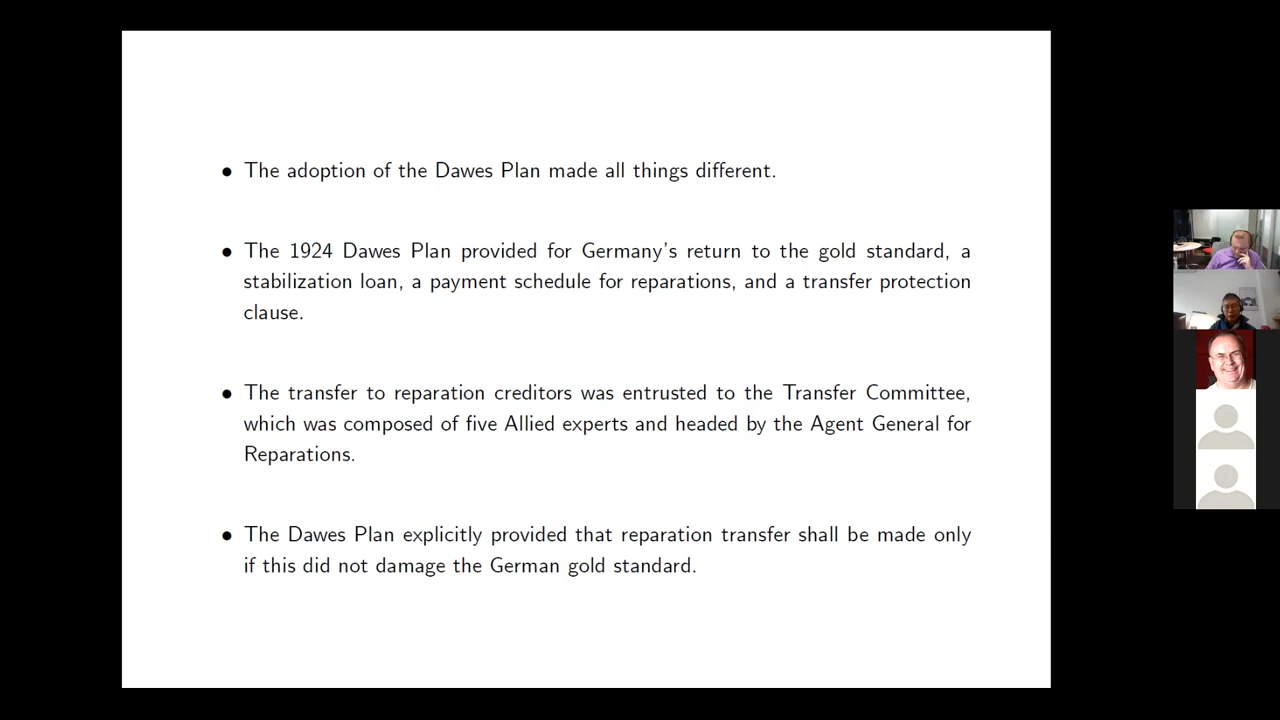 • The adoption of the Dawes Plan made all things different.
• The 1924 Dawes Plan provided for Germany's return to the gold standard, a
stabilization loan, a payment schedule for reparations, and a transfer protection
clause.
• The transfer to reparation creditors was entrusted to the Transfer Committee,
which was composed of five Allied experts and headed by the Agent General for
Reparations.
• The Dawes Plan explicitly provided that reparation transfer shall be made only
if this did not damage the German gold standard.